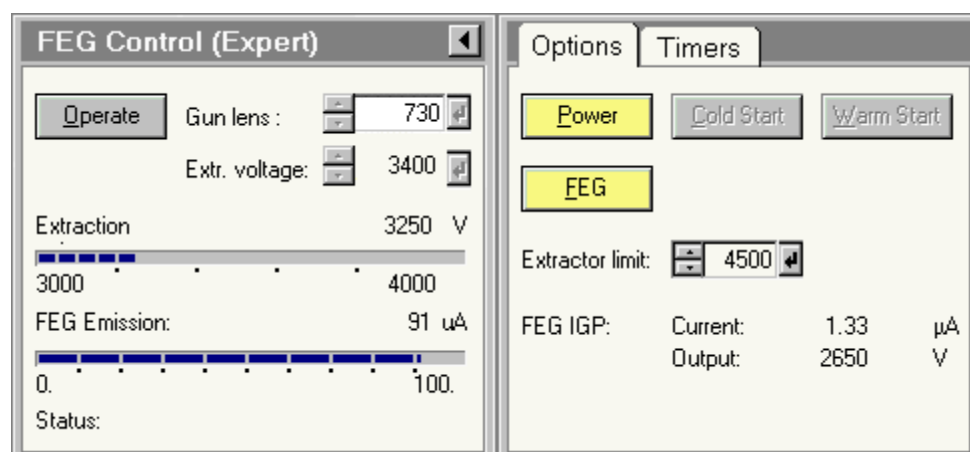 FEG Control (Expert)
Operate Gun lens : 730
Extr. voltage: 3400
Extraction 3250 V
3000 4000
FEG Emission: 91 uA
0. 100.
Status:
Options Timers
Power Cold Start Warm Start
FEG
Extractor limit: 4500
FEG IGP: Current: 1.33 µA
Output: 2650 V